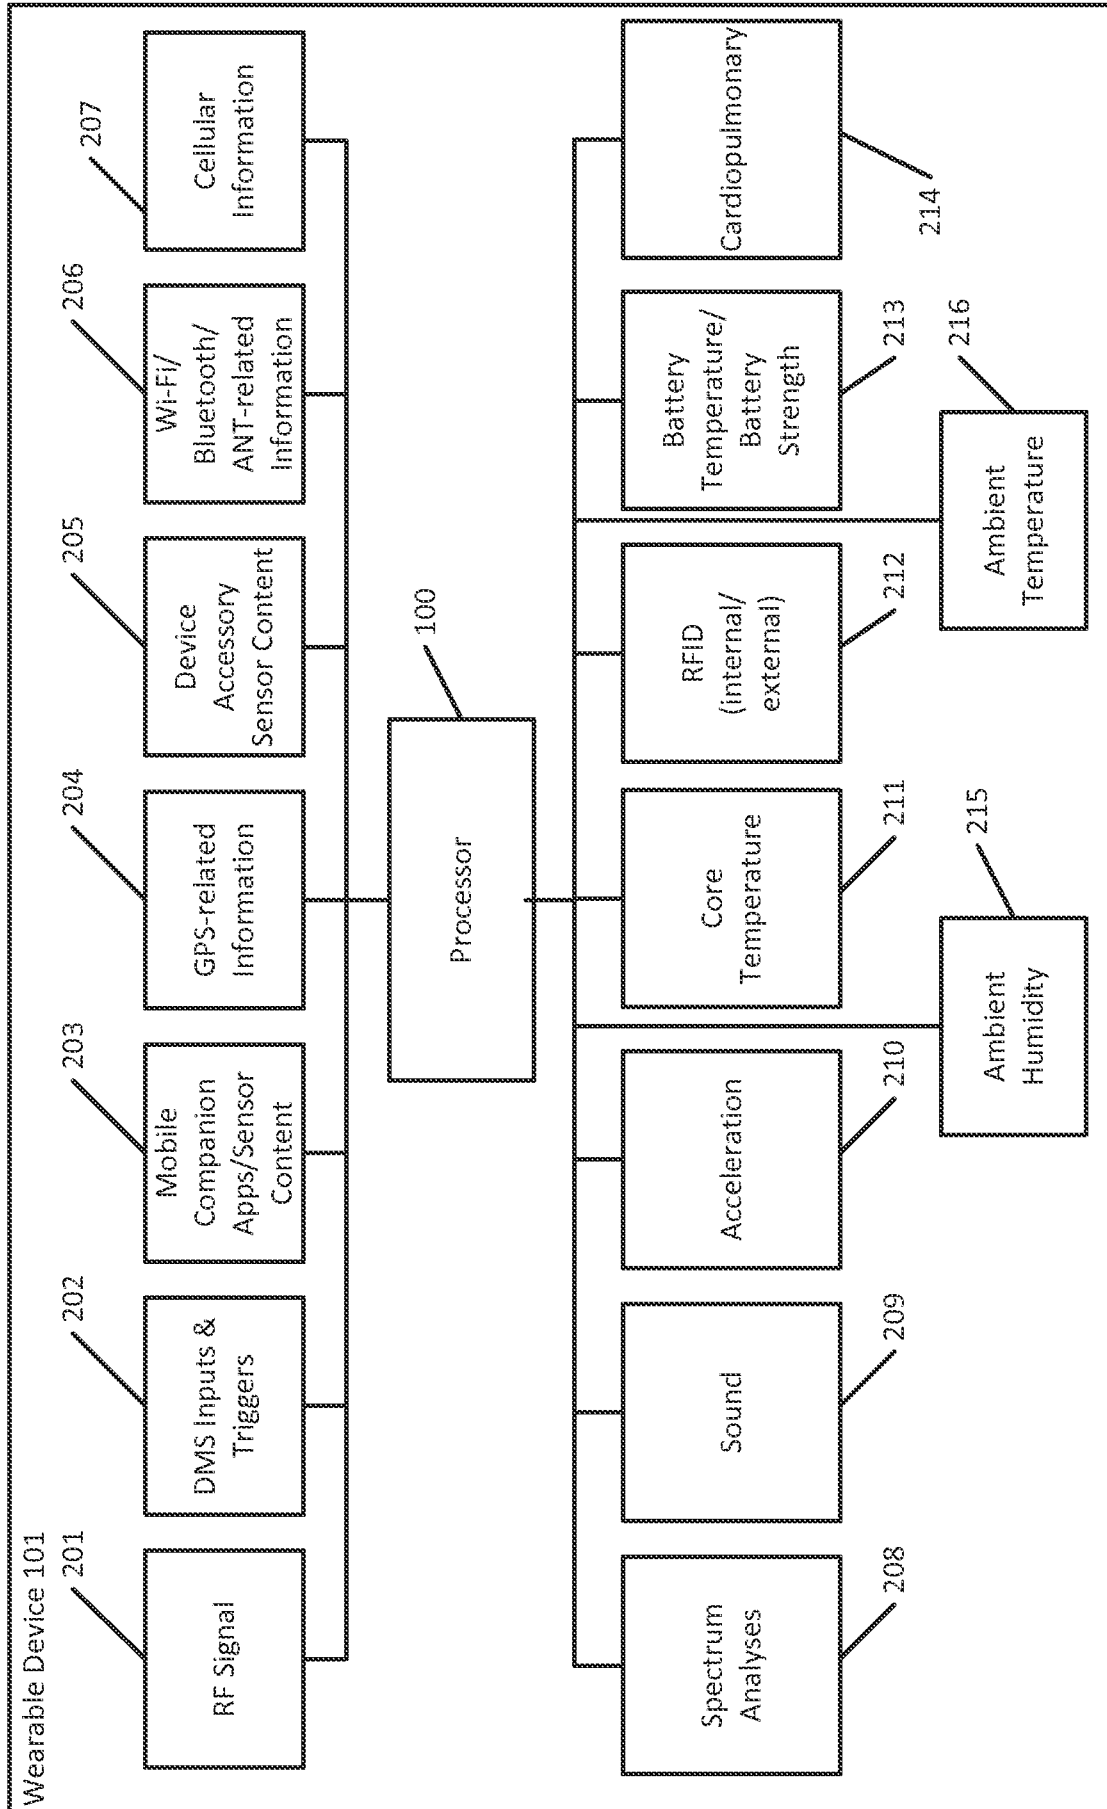 Wearable Device 101
201
202
203
204
205
206
207
RF Signal
DMS Inputs &
Triggers
Mobile
Companion
Apps/Sensor
Content
GPS-related
Information
Device
Accessory
Sensor Content
Wi-Fi/
Bluetooth/
ANT-related
Information
Cellular
Information
Processor
100
Spectrum
Analyses
Sound
Acceleration
Core
Temperature
RFID
(internal/
external)
Battery
Temperature/
Battery
Strength
Cardiopulmonary
208
209
210
211
212
213
214
215
216
Ambient
Humidity
Ambient
Temperature